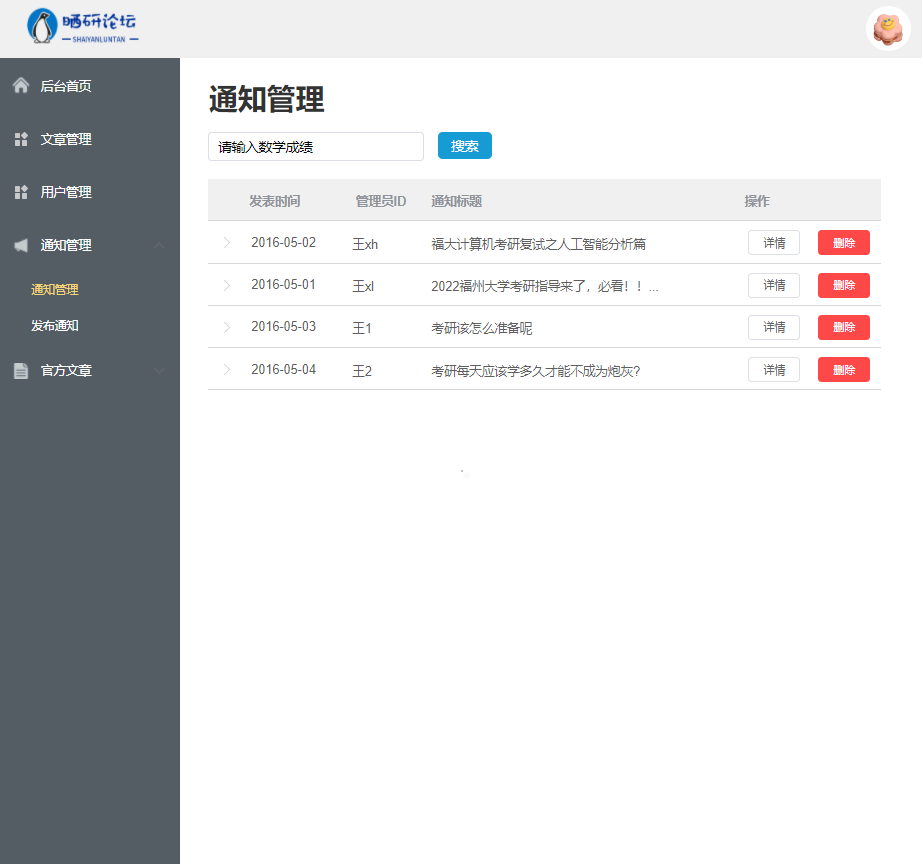 晒研论坛
SHAIYANLUNTAN
后台首页
文章管理
用户管理
通知管理
通知管理
发布通知
官方文章
通知管理
请输入数学成绩 搜索
发表时间 管理员ID 通知标题 操作
2016-05-02 王xh 福大计算机考研复试之人工智能分析篇 详情 删除
2016-05-01 王xl 2022福州大学考研指导来了，必看！！... 详情 删除
2016-05-03 王1 考研该怎么准备呢 详情 删除
2016-05-04 王2 考研每天应该学多久才能不成为炮灰? 详情 删除